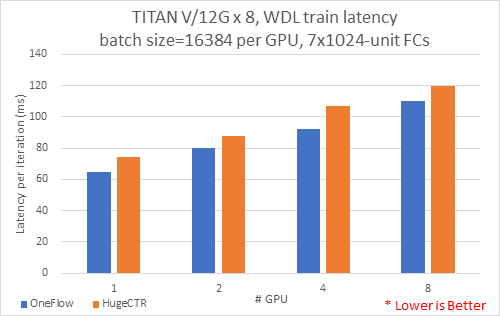 TITAN V/12G x 8, WDL train latency
batch size=16384 per GPU, 7x1024-unit FCs
Latency per iteration (ms)
140
120
100
80
60
40
20
0
1
2
4
8
# GPU
OneFlow
HugeCTR
* Lower is Better